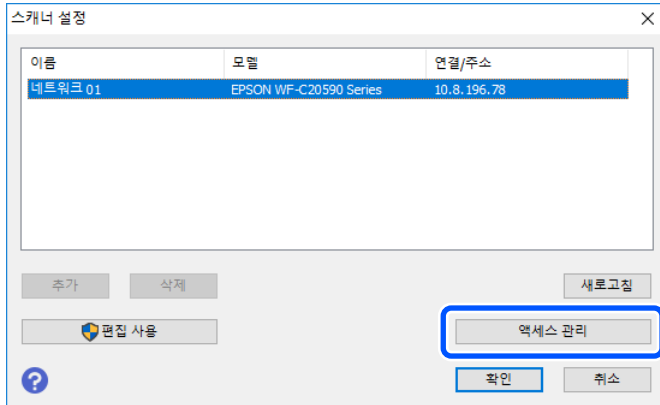 스캐너 설정
이름 모델 연결/주소
네트워크 01 EPSON WF-C20590 Series 10.8.196.78
추가 삭제 새로고침
편집 사용 액세스 관리
? 확인 취소